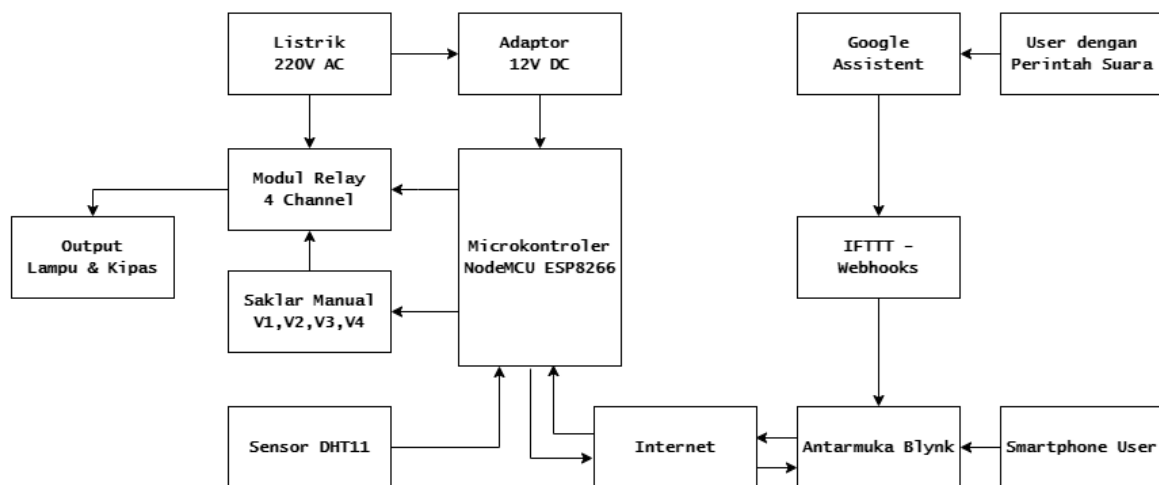 Listrik
220V AC
Adaptor
12V DC
Google
Assistent
User dengan
Perintah Suara
Modul Relay
4 Channel
Output
Lampu & Kipas
Microkontroler
NodeMCU ESP8266
IFTTT -
Webhooks
Saklar Manual
V1,V2,V3,V4
Sensor DHT11
Internet
Antarmuka Blynk
Smartphone User